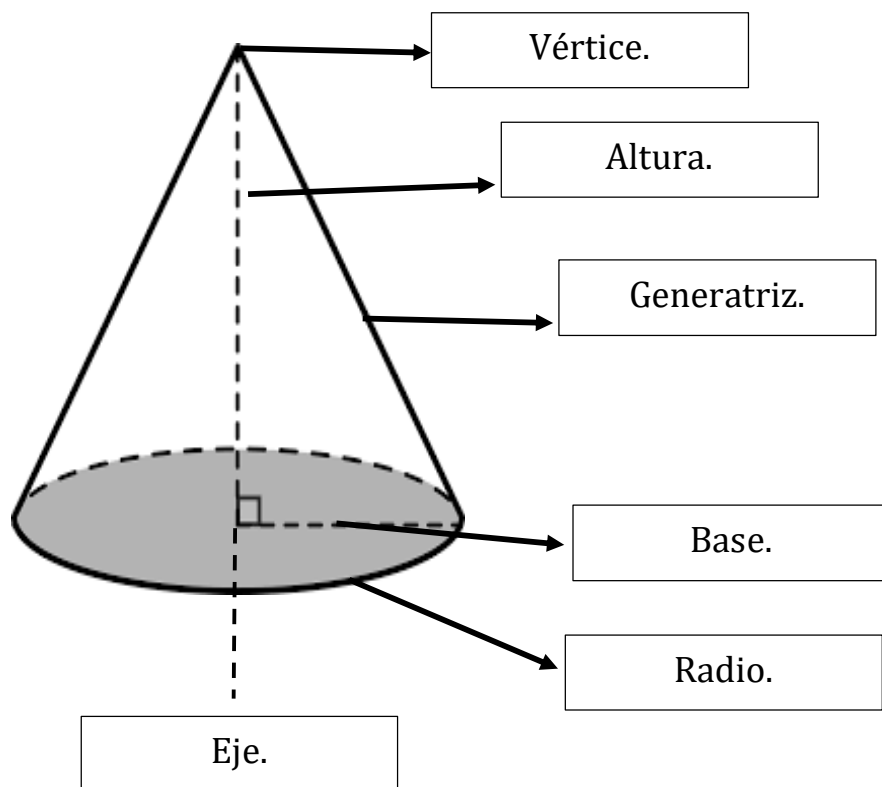 Vértice.
Altura.
Generatriz.
Base.
Radio.
Eje.